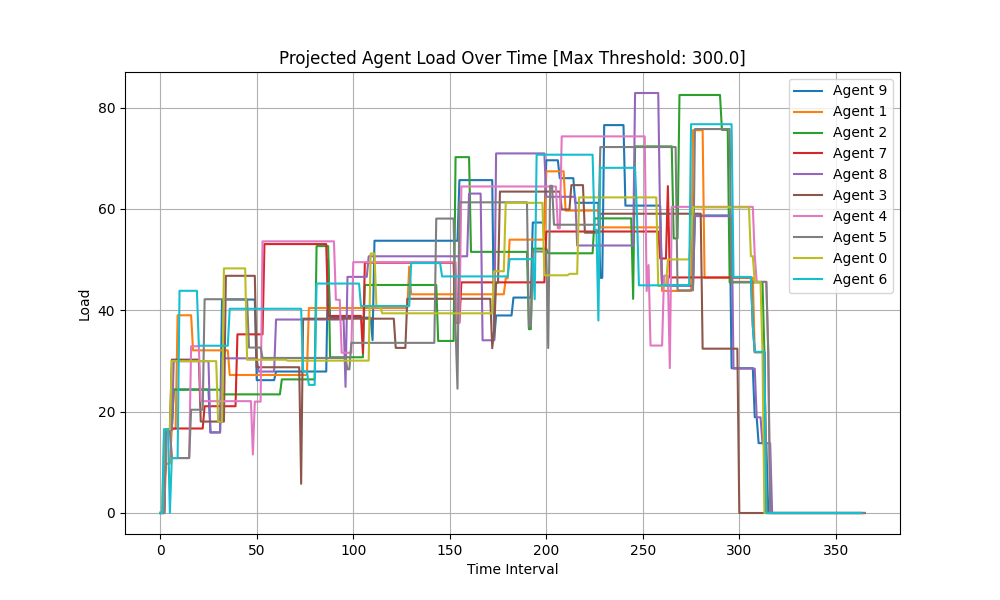 Projected Agent Load Over Time [Max Threshold: 300.0]
Load
80
60
40
20
0
0 50 100 150 200 250 300 350
Time Interval
Agent 9
Agent 1
Agent 2
Agent 7
Agent 8
Agent 3
Agent 4
Agent 5
Agent 0
Agent 6